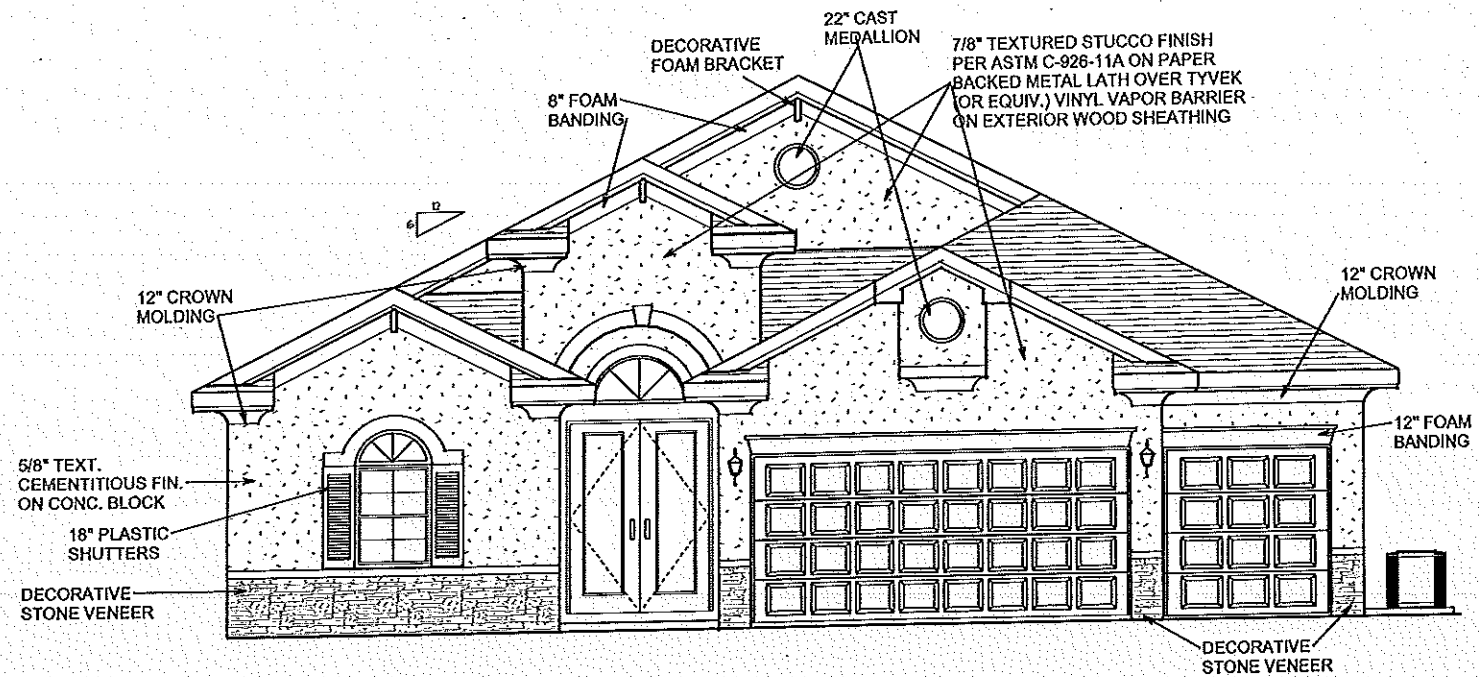 22" CAST
MEDALLION
DECORATIVE
FOAM BRACKET
7/8" TEXTURED STUCCO FINISH
PER ASTM C-926-11A ON PAPER
BACKED METAL LATH OVER TYVEK
(OR EQUIV.) VINYL VAPOR BARRIER
ON EXTERIOR WOOD SHEATHING
8" FOAM
BANDING
12
6
12" CROWN
MOLDING
12" CROWN
MOLDING
12" FOAM
BANDING
5/8" TEXT.
CEMENTITIOUS FIN.
ON CONC. BLOCK
18" PLASTIC
SHUTTERS
DECORATIVE
STONE VENEER
DECORATIVE
STONE VENEER